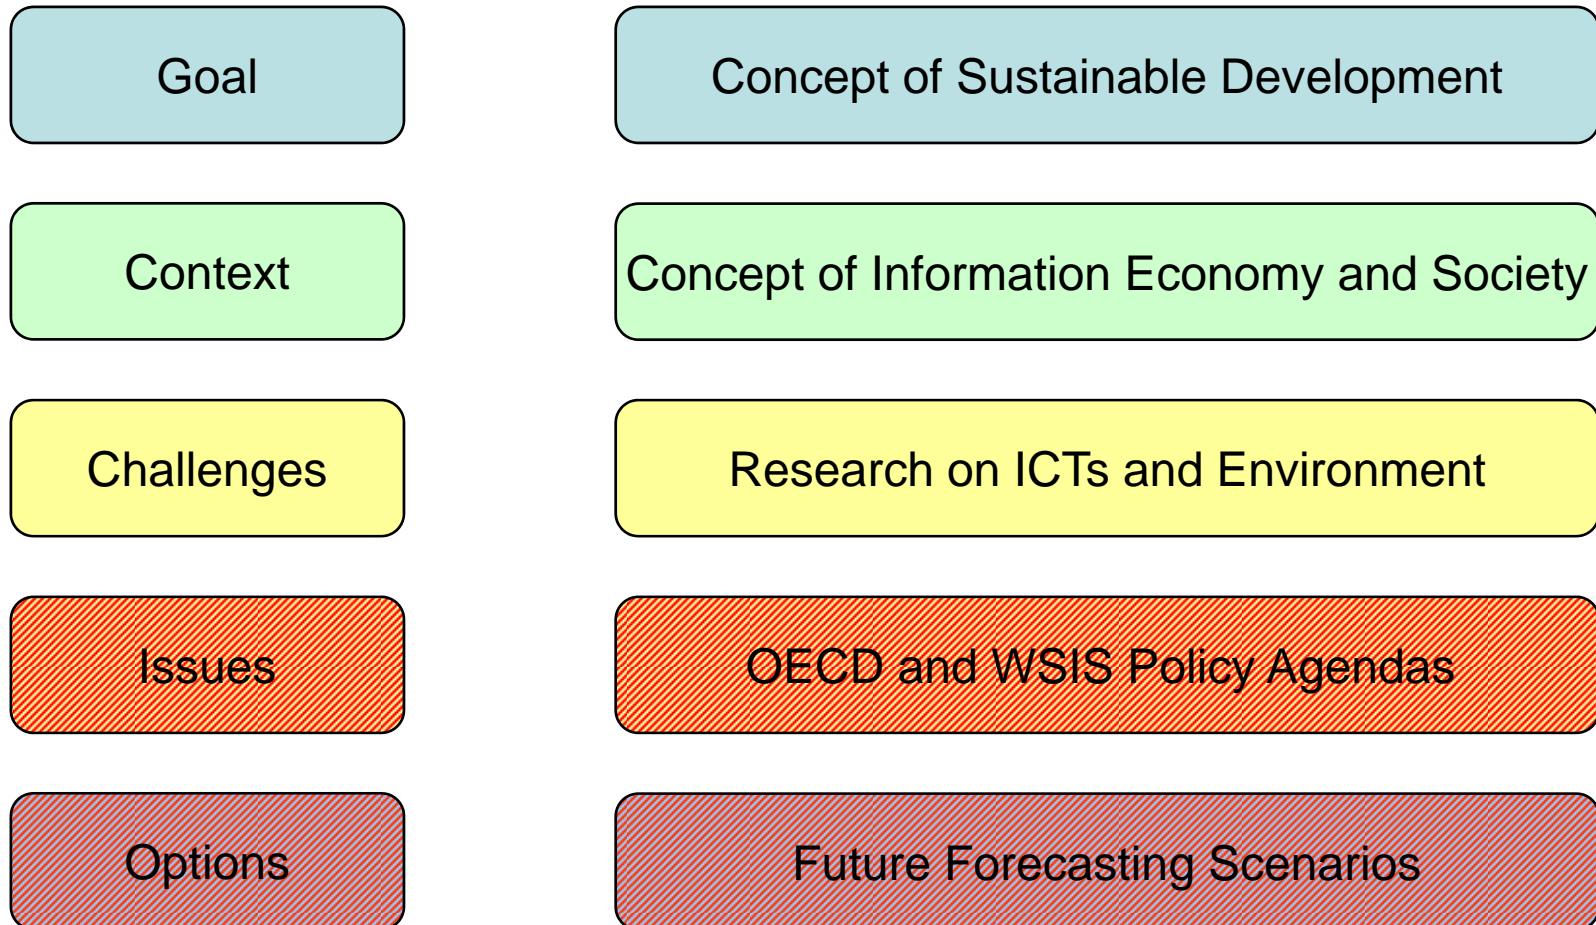 Goal
Concept of Sustainable Development
Context
Concept of Information Economy and Society
Challenges
Research on ICTs and Environment
Issues
OECD and WSIS Policy Agendas
Options
Future Forecasting Scenarios